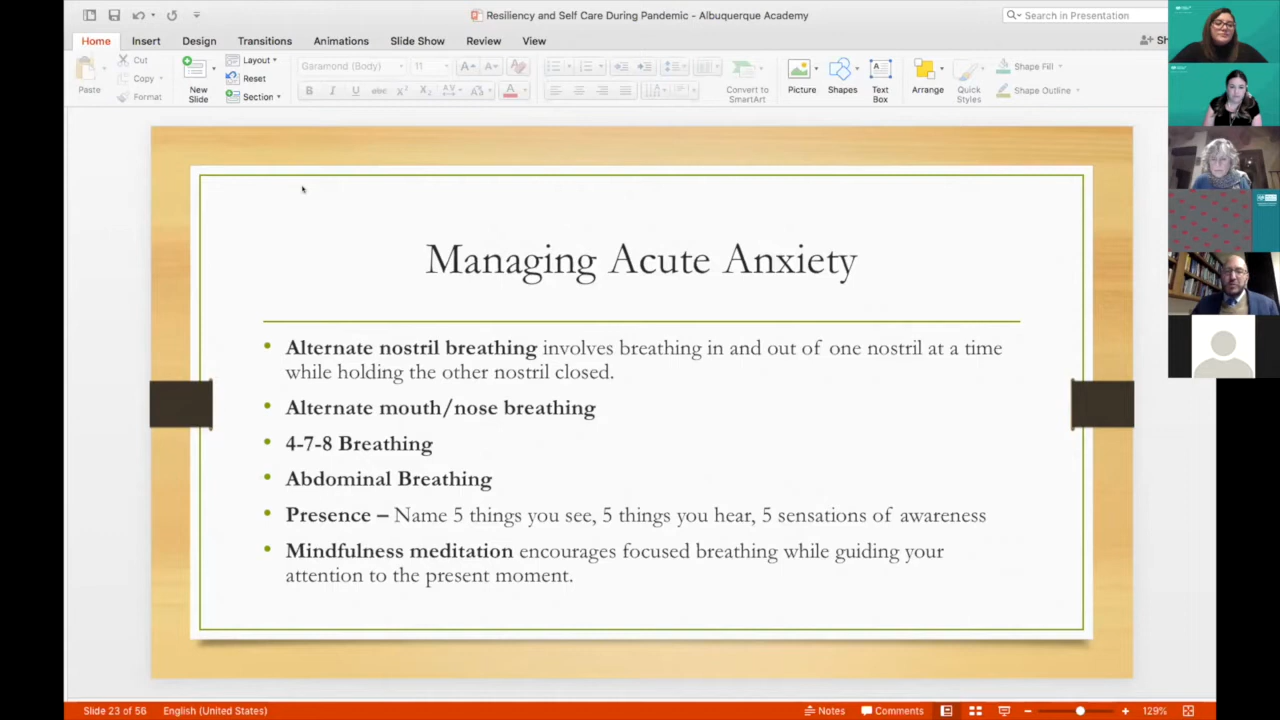 Resiliency and Self Care During Pandemic - Albuquerque Academy
Search in Presentation
Home Insert Design Transitions Animations Slide Show Review View
Sh
Paste
Cut
Copy
Format
New
Slide
Layout
Reset
Section
Garamond (Body) 11
Convert to
SmartArt
Picture
Shapes
Text
Box
Arrange
Quick
Styles
Shape Fill
Shape Outline
Managing Acute Anxiety
• Alternate nostril breathing involves breathing in and out of one nostril at a time
while holding the other nostril closed.
• Alternate mouth/nose breathing
• 4-7-8 Breathing
• Abdominal Breathing
• Presence – Name 5 things you see, 5 things you hear, 5 sensations of awareness
• Mindfulness meditation encourages focused breathing while guiding your
attention to the present moment.
Slide 23 of 56 English (United States) Notes Comments 129%